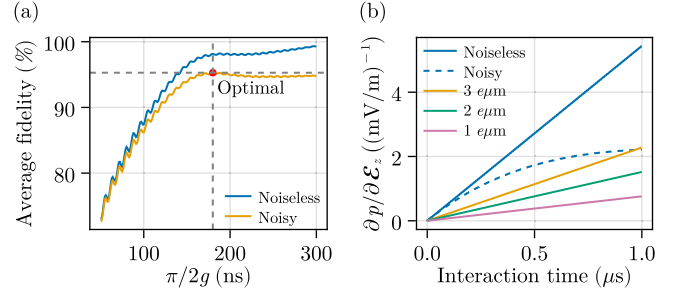 (a)
Average fidelity (%)
100
90
80
Optimal
Noiseless
Noisy
100
200
300
π/2g (ns)
(b)
∂p/∂ℰz ((mV/m)⁻¹)
4
2
0
Noiseless
Noisy
3 eμm
2 eμm
1 eμm
0.0
0.5
1.0
Interaction time (μs)